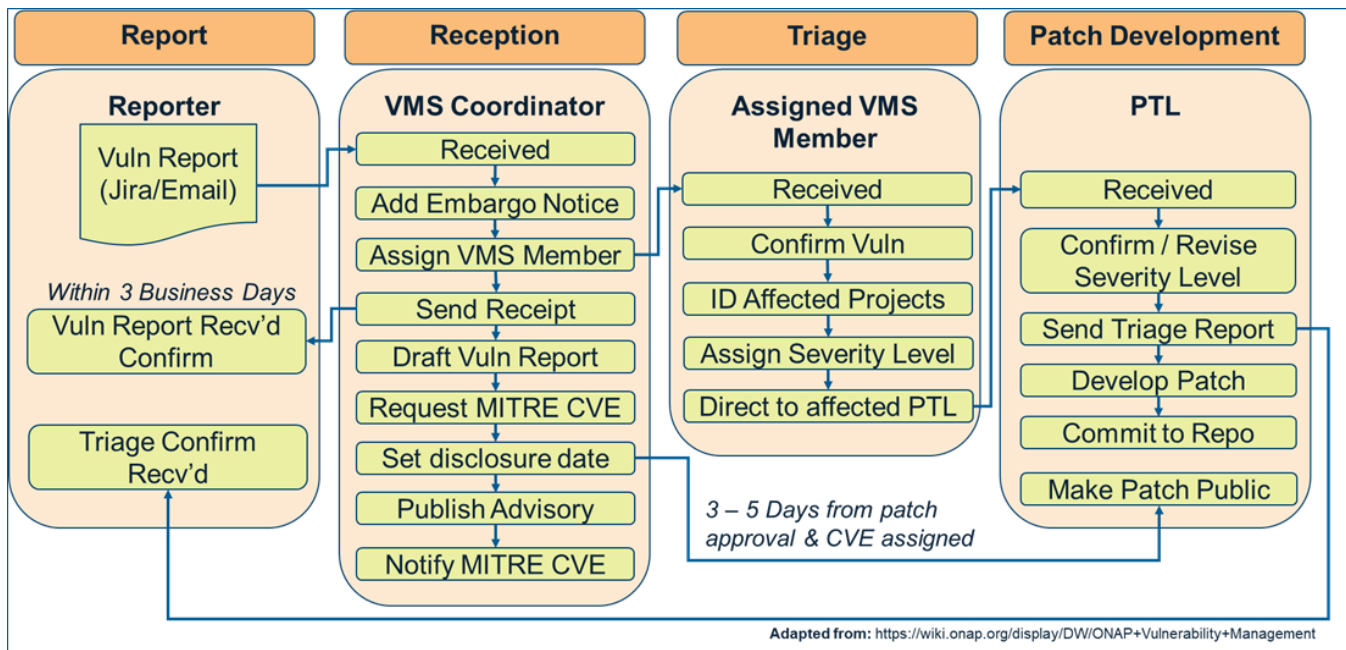 Report
Reception
Triage
Patch Development
Reporter
Vuln Report
(Jira/Email)
Within 3 Business Days
Vuln Report Recv'd
Confirm
Triage Confirm
Recv'd
VMS Coordinator
Received
Add Embargo Notice
Assign VMS Member
Send Receipt
Draft Vuln Report
Request MITRE CVE
Set disclosure date
Publish Advisory
Notify MITRE CVE
Assigned VMS
Member
Received
Confirm Vuln
ID Affected Projects
Assign Severity Level
Direct to affected PTL
3 – 5 Days from patch
approval & CVE assigned
PTL
Received
Confirm / Revise
Severity Level
Send Triage Report
Develop Patch
Commit to Repo
Make Patch Public
Adapted from: https://wiki.onap.org/display/DW/ONAP+Vulnerability+Management